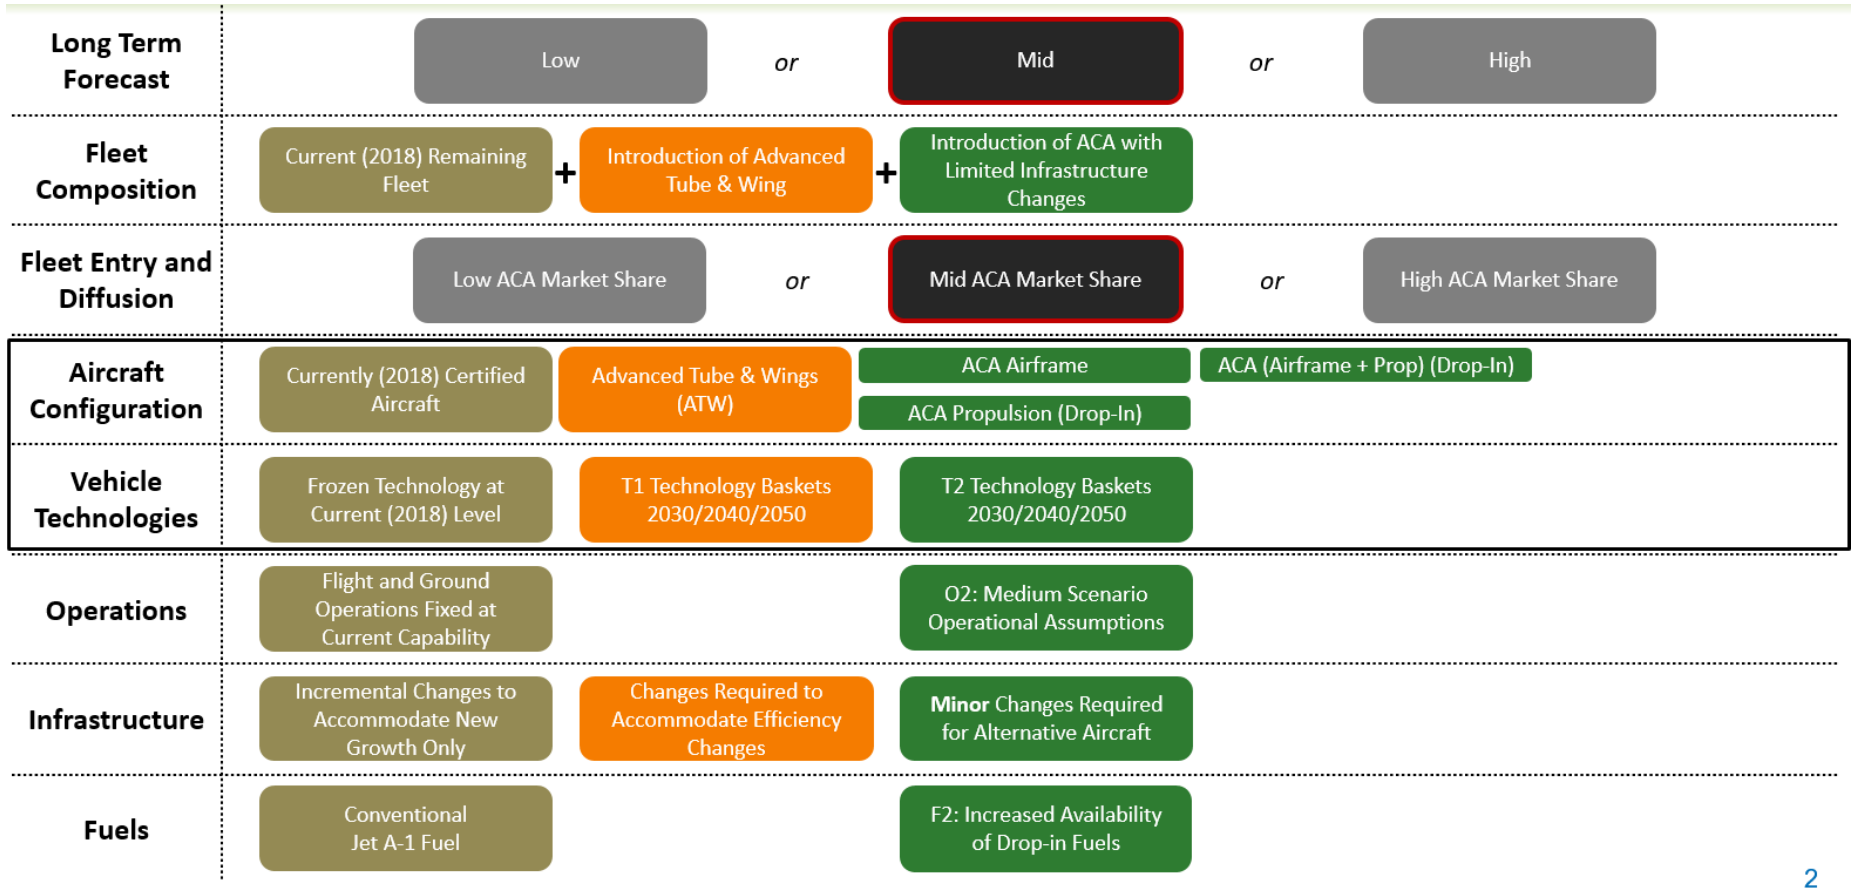 Long Term
Forecast
Low
or
Mid
or
High
Fleet
Composition
Current (2018) Remaining
Fleet
+
Introduction of Advanced
Tube & Wing
+
Introduction of ACA with
Limited Infrastructure
Changes
Fleet Entry and
Diffusion
Low ACA Market Share
or
Mid ACA Market Share
or
High ACA Market Share
Aircraft
Configuration
Currently (2018) Certified
Aircraft
Advanced Tube & Wings
(ATW)
ACA Airframe
ACA Propulsion (Drop-In)
ACA (Airframe + Prop) (Drop-In)
Vehicle
Technologies
Frozen Technology at
Current (2018) Level
T1 Technology Baskets
2030/2040/2050
T2 Technology Baskets
2030/2040/2050
Operations
Flight and Ground
Operations Fixed at
Current Capability
O2: Medium Scenario
Operational Assumptions
Infrastructure
Incremental Changes to
Accommodate New
Growth Only
Changes Required to
Accommodate Efficiency
Changes
Minor Changes Required
for Alternative Aircraft
Fuels
Conventional
Jet A-1 Fuel
F2: Increased Availability
of Drop-in Fuels
2